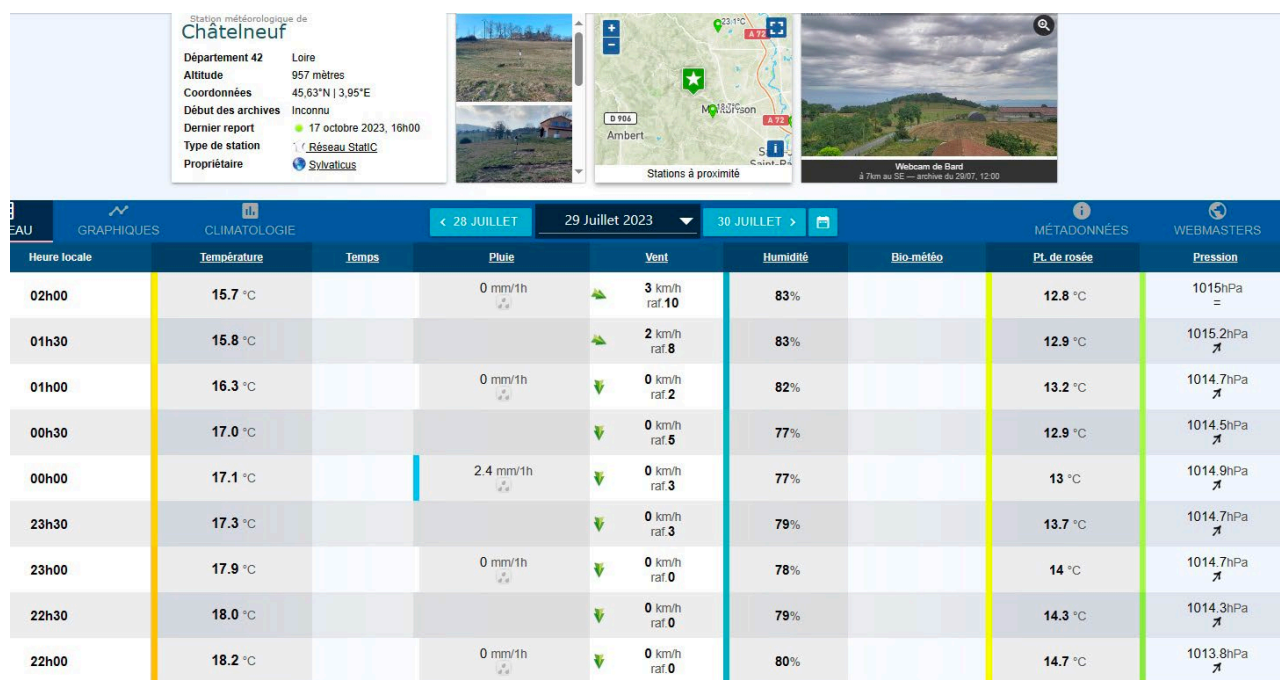 Station météorologique de
Châtelneuf
Département 42 Loire
Altitude 957 mètres
Coordonnées 45,63°N | 3,95°E
Début des archives Inconnu
Dernier report 17 octobre 2023, 16h00
Type de station Réseau StatIC
Propriétaire Sylvaticus
+
−
23.1°C
A 72
D 906
A 72
Ambert
i
Stations à proximité
Webcam de Bard
à 7km au SE — archive du 29/07, 12:00
EAU GRAPHIQUES CLIMATOLOGIE < 28 JUILLET 29 Juillet 2023 30 JUILLET > MÉTADONNÉES WEBMASTERS
Heure locale Température Temps Pluie Vent Humidité Bio-météo Pt. de rosée Pression
02h00 15.7 °C 0 mm/1h 3 km/h raf.10 83% 12.8 °C 1015hPa =
01h30 15.8 °C 2 km/h raf.8 83% 12.9 °C 1015.2hPa
01h00 16.3 °C 0 mm/1h 0 km/h raf.2 82% 13.2 °C 1014.7hPa
00h30 17.0 °C 0 km/h raf.5 77% 12.9 °C 1014.5hPa
00h00 17.1 °C 2.4 mm/1h 0 km/h raf.3 77% 13 °C 1014.9hPa
23h30 17.3 °C 0 km/h raf.3 79% 13.7 °C 1014.7hPa
23h00 17.9 °C 0 mm/1h 0 km/h raf.0 78% 14 °C 1014.7hPa
22h30 18.0 °C 0 km/h raf.0 79% 14.3 °C 1014.3hPa
22h00 18.2 °C 0 mm/1h 0 km/h raf.0 80% 14.7 °C 1013.8hPa